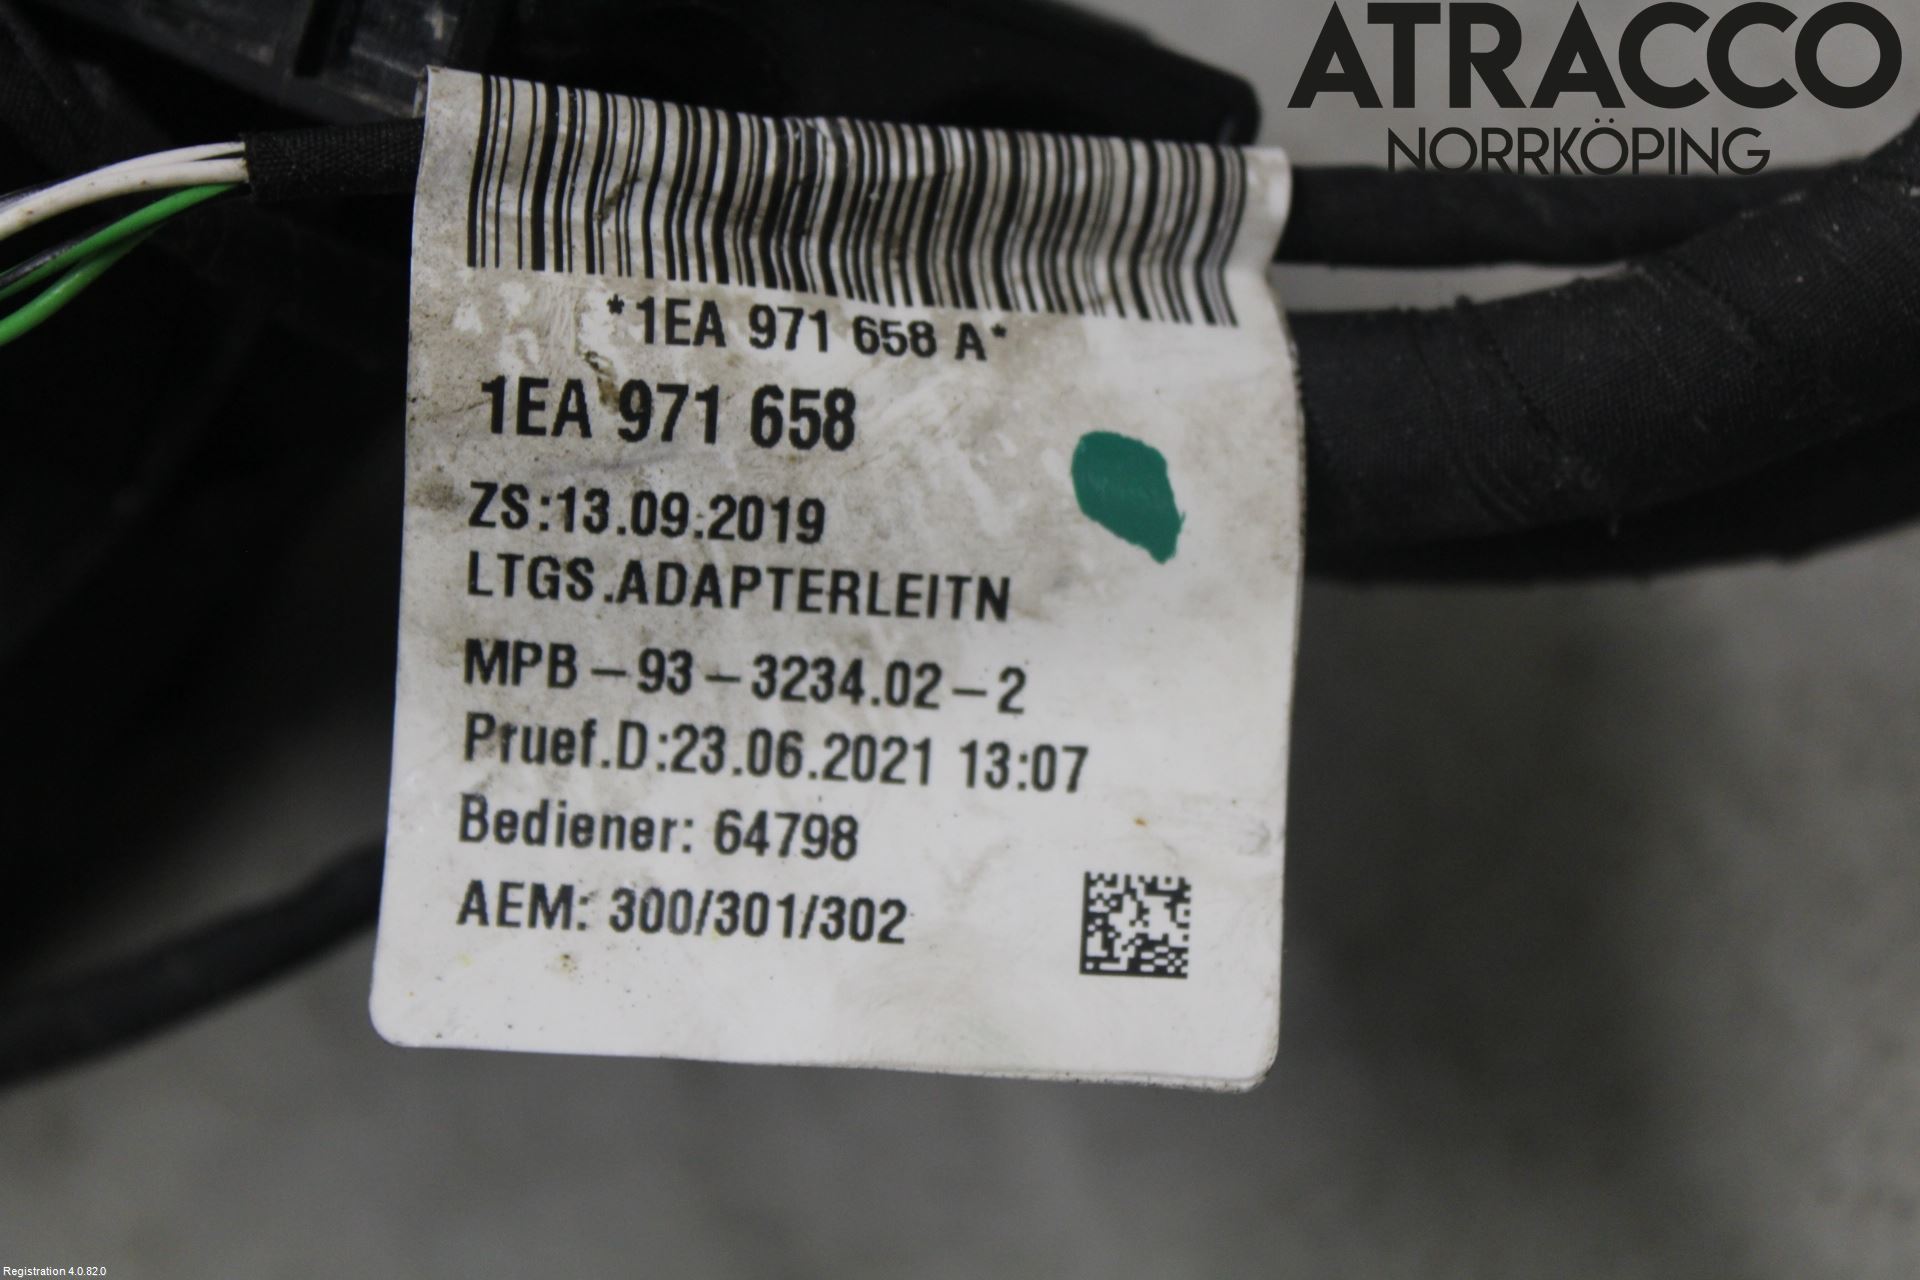 ATRACCO
NORRKÖPING
*1EA 971 658 A*
1EA 971 658
ZS:13.09.2019
LTGS.ADAPTERLEITN
MPB-93-3234.02-2
Pruef.D:23.06.2021 13:07
Bediener: 64798
AEM: 300/301/302
Registration 4.0.82.0